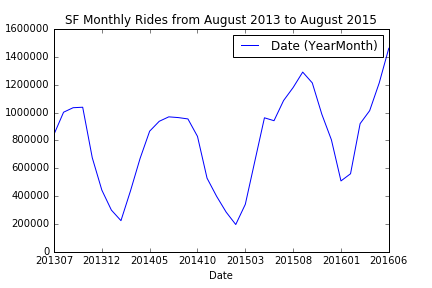 SF Monthly Rides from August 2013 to August 2015
Date (YearMonth)
1600000
1400000
1200000
1000000
800000
600000
400000
200000
0
201307 201312 201405 201410 201503 201508 201601 201606
Date